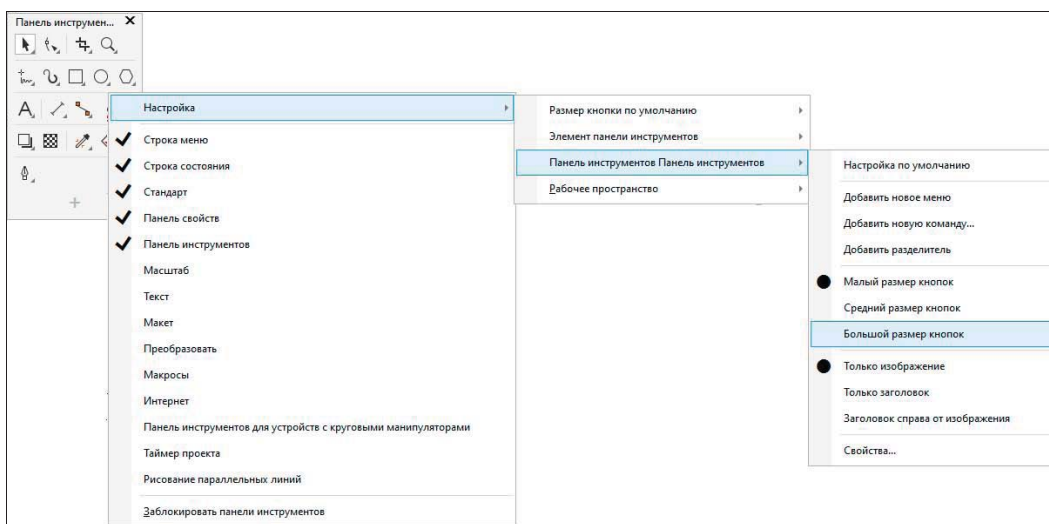 Панель инструмен...
Настройка
Строка меню
Строка состояния
Стандарт
Панель свойств
Панель инструментов
Масштаб
Текст
Макет
Преобразовать
Макросы
Интернет
Панель инструментов для устройств с круговыми манипуляторами
Таймер проекта
Рисование параллельных линий
Заблокировать панели инструментов
Размер кнопки по умолчанию
Элемент панели инструментов
Панель инструментов Панель инструментов
Рабочее пространство
Настройка по умолчанию
Добавить новое меню
Добавить новую команду...
Добавить разделитель
Малый размер кнопок
Средний размер кнопок
Большой размер кнопок
Только изображение
Только заголовок
Заголовок справа от изображения
Свойства...